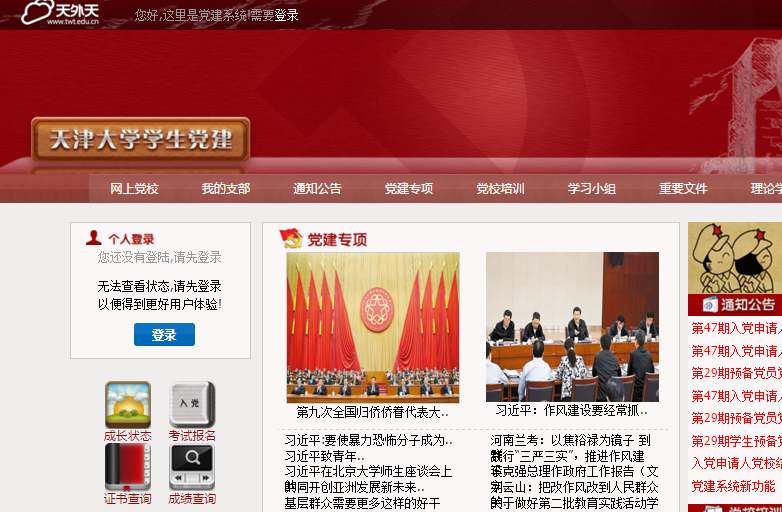 天外天
www.twt.edu.cn
您好,这里是党建系统!需要登录
天津大学学生党建
网上党校 我的支部 通知公告 党建专项 党校培训 学习小组 重要文件 理论学
个人登录
您还没有登陆,请先登录
无法查看状态,请先登录
以便得到更好用户体验!
登录
成长状态
入党
考试报名
证书查询
成绩查询
党建专项
第九次全国归侨侨眷代表大..
习近平：作风建设要经常抓..
习近平:要使暴力恐怖分子成为..
习近平致青年..
习近平在北京大学师生座谈会上
的
共同开创亚洲发展新未来..
基层群众需要更多这样的好干
河南兰考：以焦裕禄为镜子 到
践行“三严三实”，推进作风建
李克强总理作政府工作报告（文
刘云山：把改作风改到人民群众
关于做好第二批教育实践活动学
通知公告
第47期入党申请人
第47期入党申请人
第29期预备党员党
第47期入党申请人
第29期预备党员
第29期学生预备
入党申请人党校结
党建系统新功能
党校培训